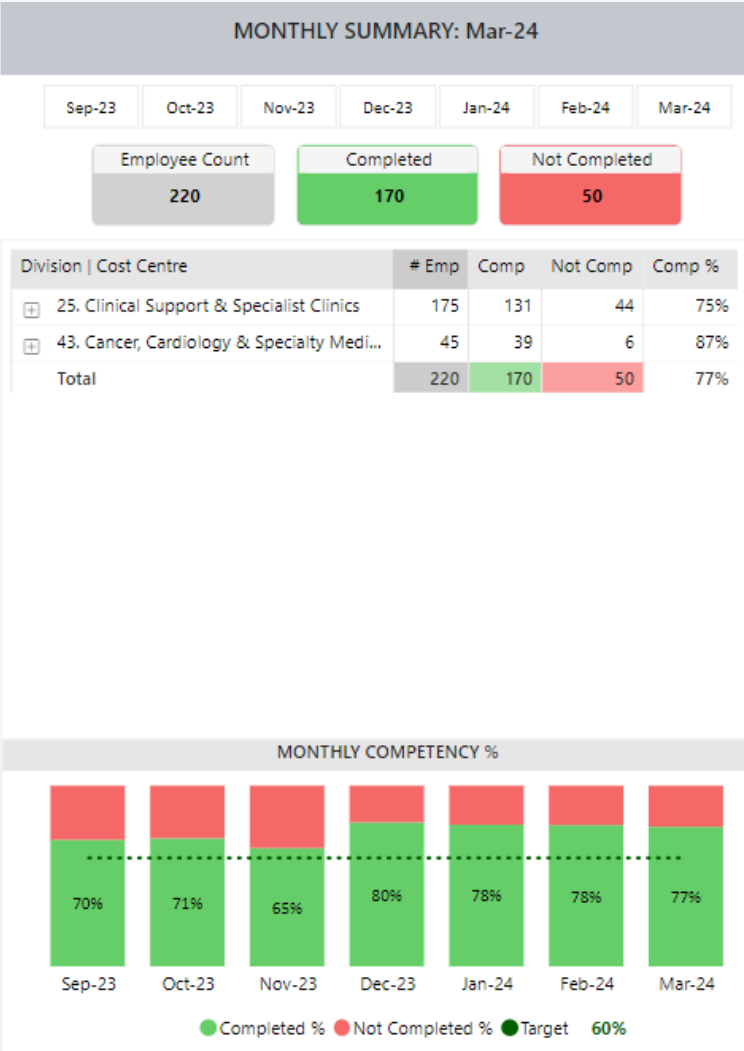 MONTHLY SUMMARY: Mar-24
Sep-23 Oct-23 Nov-23 Dec-23 Jan-24 Feb-24 Mar-24
Employee Count Completed Not Completed
220 170 50
Division | Cost Centre # Emp Comp Not Comp Comp %
25. Clinical Support & Specialist Clinics 175 131 44 75%
43. Cancer, Cardiology & Specialty Medi... 45 39 6 87%
Total 220 170 50 77%
MONTHLY COMPETENCY %
70% 71% 65% 80% 78% 78% 77%
Sep-23 Oct-23 Nov-23 Dec-23 Jan-24 Feb-24 Mar-24
Completed % Not Completed % Target 60%